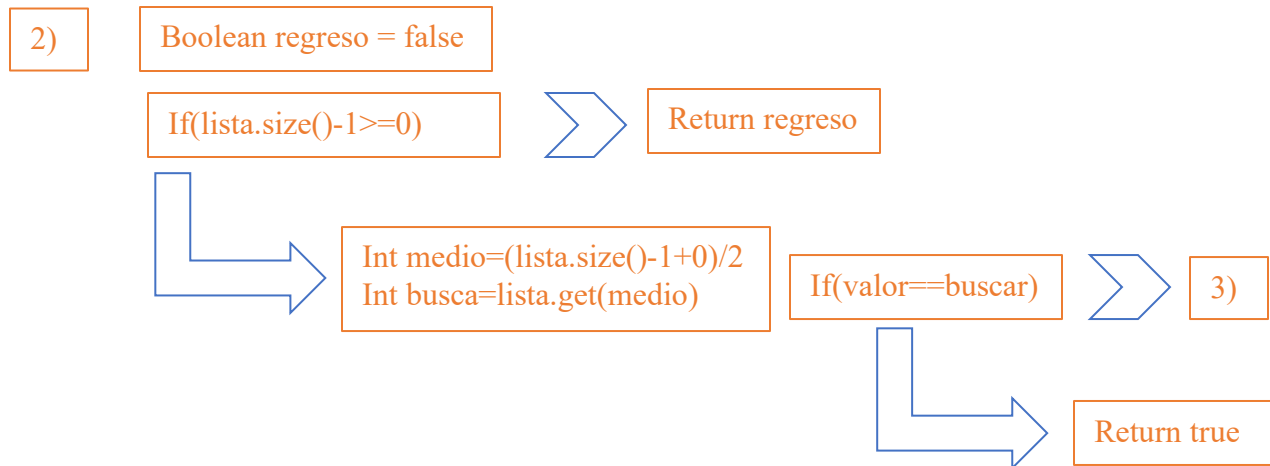 2)
Boolean regreso = false
If(lista.size()-1>=0)
Return regreso
Int medio=(lista.size()-1+0)/2
Int busca=lista.get(medio)
If(valor==buscar)
3)
Return true